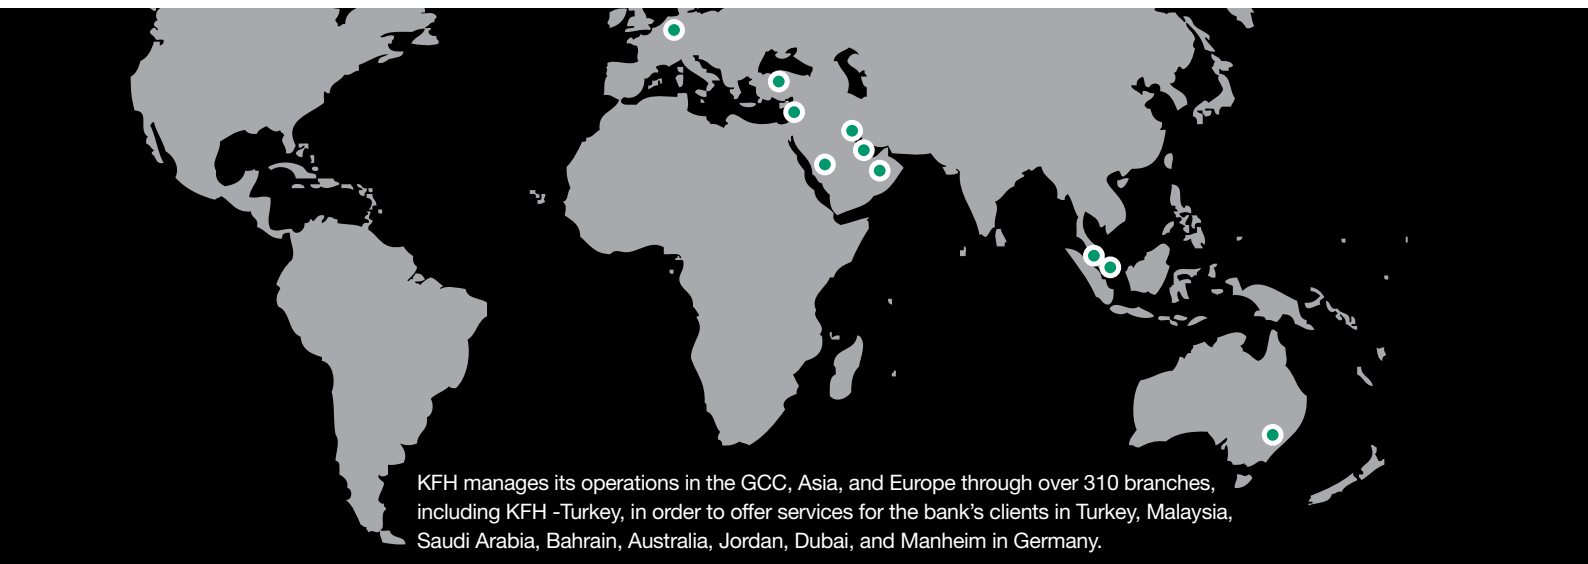 KFH manages its operations in the GCC, Asia, and Europe through over 310 branches,
including KFH -Turkey, in order to offer services for the bank's clients in Turkey, Malaysia,
Saudi Arabia, Bahrain, Australia, Jordan, Dubai, and Manheim in Germany.